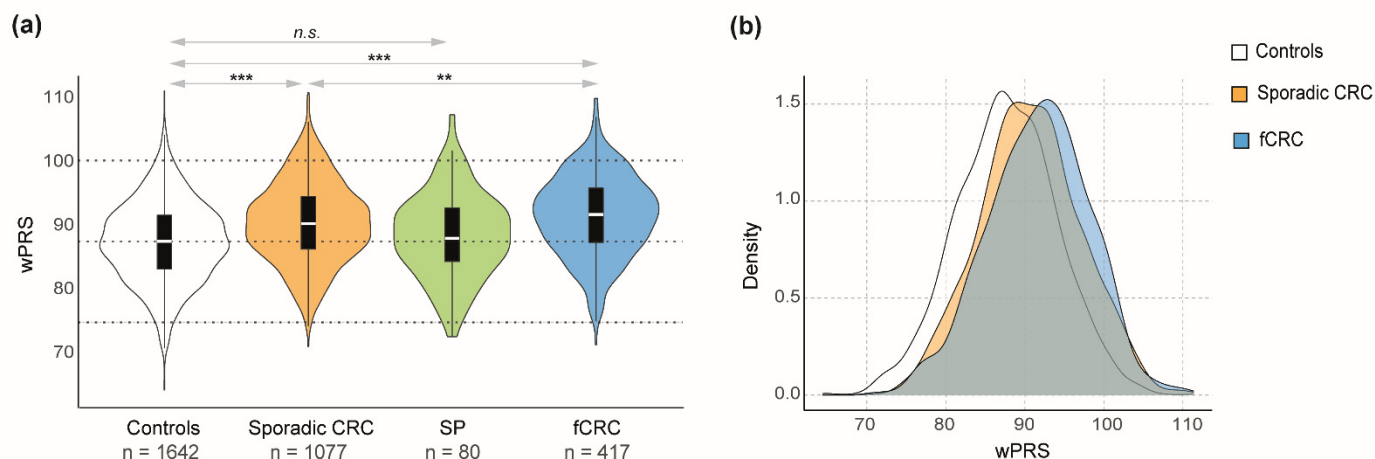 (a)
n.s.
***
*** **
wPRS
110
100
90
80
70
Controls Sporadic CRC SP fCRC
n = 1642 n = 1077 n = 80 n = 417
(b)
Controls
Sporadic CRC
fCRC
Density
1.5
1.0
0.5
0.0
70 80 90 100 110
wPRS